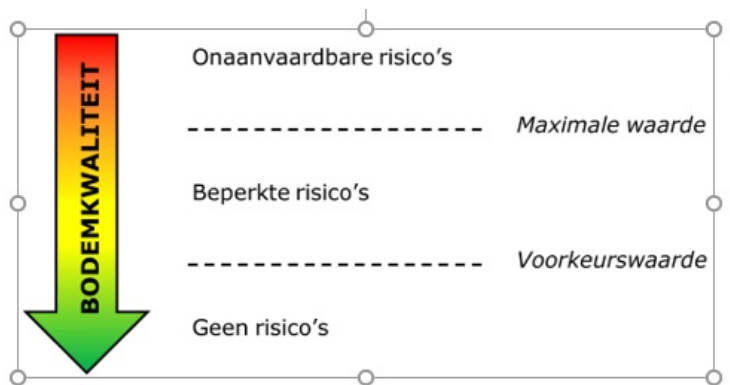 BODEMKWALITEIT
Onaanvaardbare risico’s
Maximale waarde
Beperkte risico’s
Voorkeurswaarde
Geen risico’s